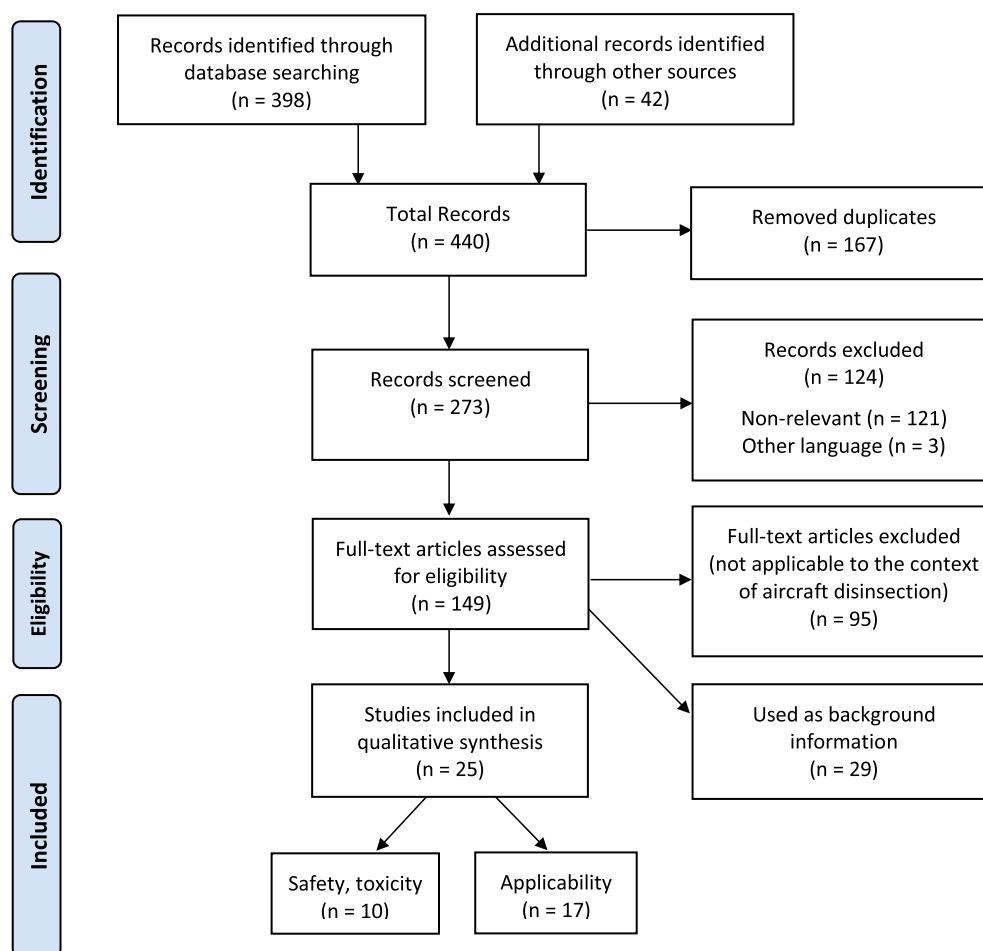 Identification
Records identified through
database searching
(n = 398)
Additional records identified
through other sources
(n = 42)
Total Records
(n = 440)
Removed duplicates
(n = 167)
Screening
Records screened
(n = 273)
Records excluded
(n = 124)
Non-relevant (n = 121)
Other language (n = 3)
Eligibility
Full-text articles assessed
for eligibility
(n = 149)
Full-text articles excluded
(not applicable to the context
of aircraft disinsection)
(n = 95)
Included
Studies included in
qualitative synthesis
(n = 25)
Used as background
information
(n = 29)
Safety, toxicity
(n = 10)
Applicability
(n = 17)